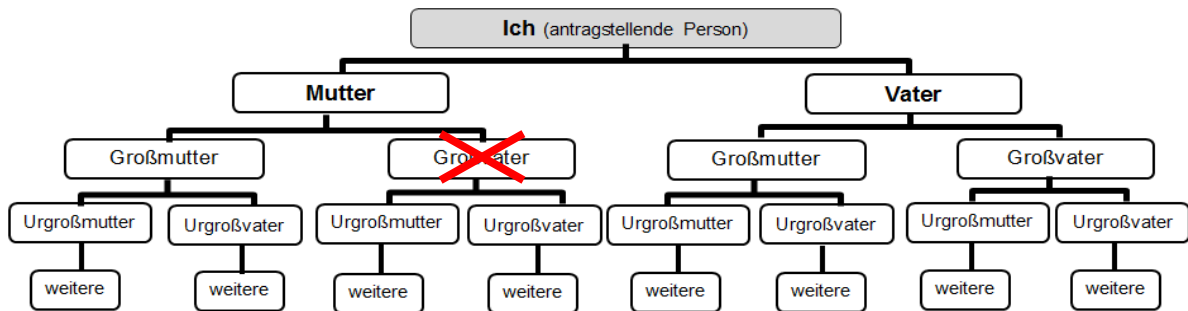 Ich (antragstellende Person)
Mutter Vater
Großmutter Großvater Großmutter Großvater
Urgroßmutter Urgroßvater Urgroßmutter Urgroßvater Urgroßmutter Urgroßvater Urgroßmutter Urgroßvater
weitere weitere weitere weitere weitere weitere weitere weitere